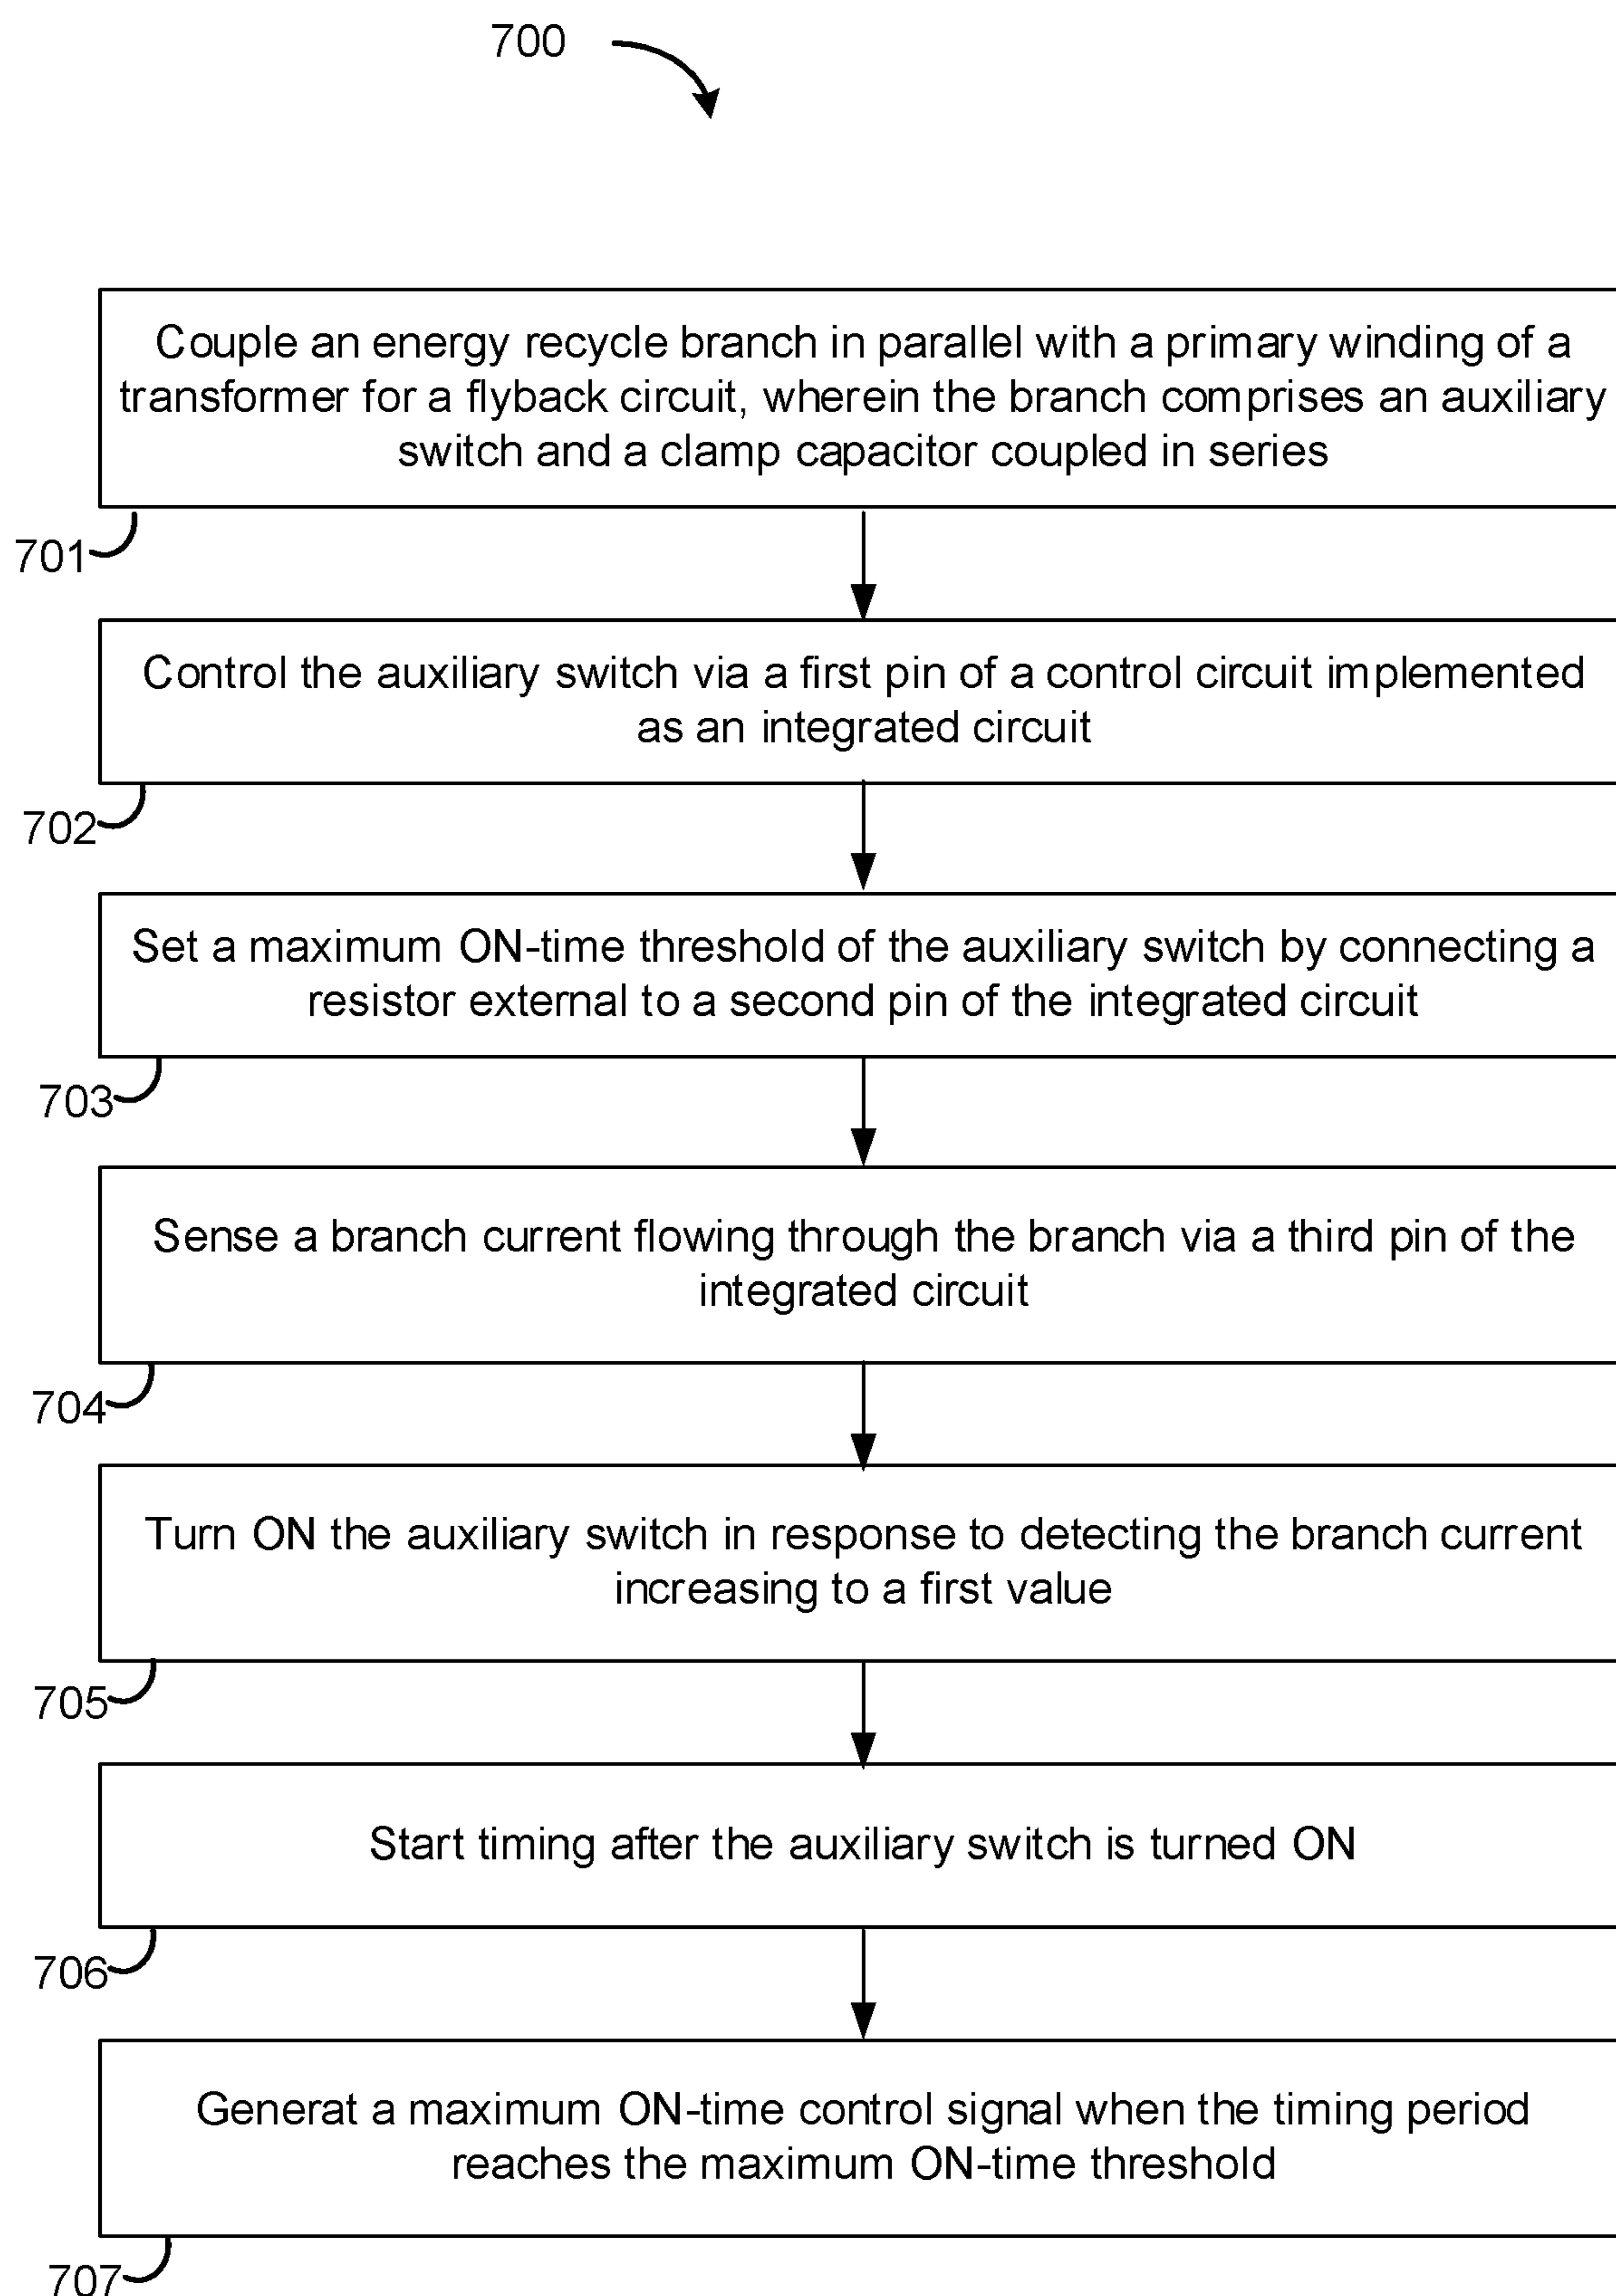 700
Couple an energy recycle branch in parallel with a primary winding of a
transformer for a flyback circuit, wherein the branch comprises an auxiliary
switch and a clamp capacitor coupled in series
701
Control the auxiliary switch via a first pin of a control circuit implemented
as an integrated circuit
702
Set a maximum ON-time threshold of the auxiliary switch by connecting a
resistor external to a second pin of the integrated circuit
703
Sense a branch current flowing through the branch via a third pin of the
integrated circuit
704
Turn ON the auxiliary switch in response to detecting the branch current
increasing to a first value
705
Start timing after the auxiliary switch is turned ON
706
Generat a maximum ON-time control signal when the timing period
reaches the maximum ON-time threshold
707